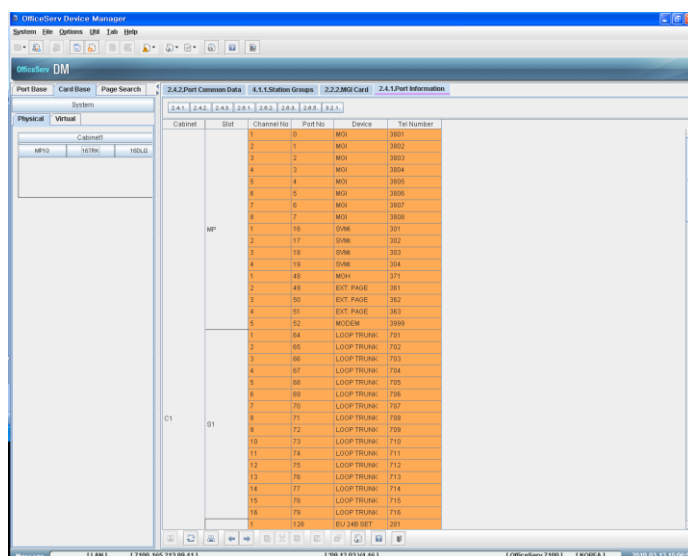 OfficeServ Device Manager
System File Options Util Tab Help
OfficeServ DM
Port Base Card Base Page Search
2.4.2.Port Common Data 4.1.1.Station Groups 2.2.2.MGI Card 2.4.1.Port Information
System
2.4.1. 2.4.2. 2.4.3. 2.6.1. 2.6.2. 2.8.3. 2.8.8. 9.2.1.
Physical Virtual
Cabinet Slot Channel No Port No Device Tel Number
Cabinet1
MP10 16TRK 16DLI2
1 0 MGI 3801
2 1 MGI 3802
3 2 MGI 3803
4 3 MGI 3804
5 4 MGI 3805
6 5 MGI 3806
7 6 MGI 3807
8 7 MGI 3808
MP 1 16 SVMi 301
2 17 SVMi 302
3 18 SVMi 303
4 19 SVMi 304
1 48 MOH 371
2 49 EXT. PAGE 361
3 50 EXT. PAGE 362
4 51 EXT. PAGE 363
5 52 MODEM 3999
1 64 LOOP TRUNK 701
2 65 LOOP TRUNK 702
3 66 LOOP TRUNK 703
4 67 LOOP TRUNK 704
5 68 LOOP TRUNK 705
6 69 LOOP TRUNK 706
7 70 LOOP TRUNK 707
C1 8 71 LOOP TRUNK 708
S1 9 72 LOOP TRUNK 709
10 73 LOOP TRUNK 710
11 74 LOOP TRUNK 711
12 75 LOOP TRUNK 712
13 76 LOOP TRUNK 713
14 77 LOOP TRUNK 714
15 78 LOOP TRUNK 715
16 79 LOOP TRUNK 716
1 128 EU 24B SET 201